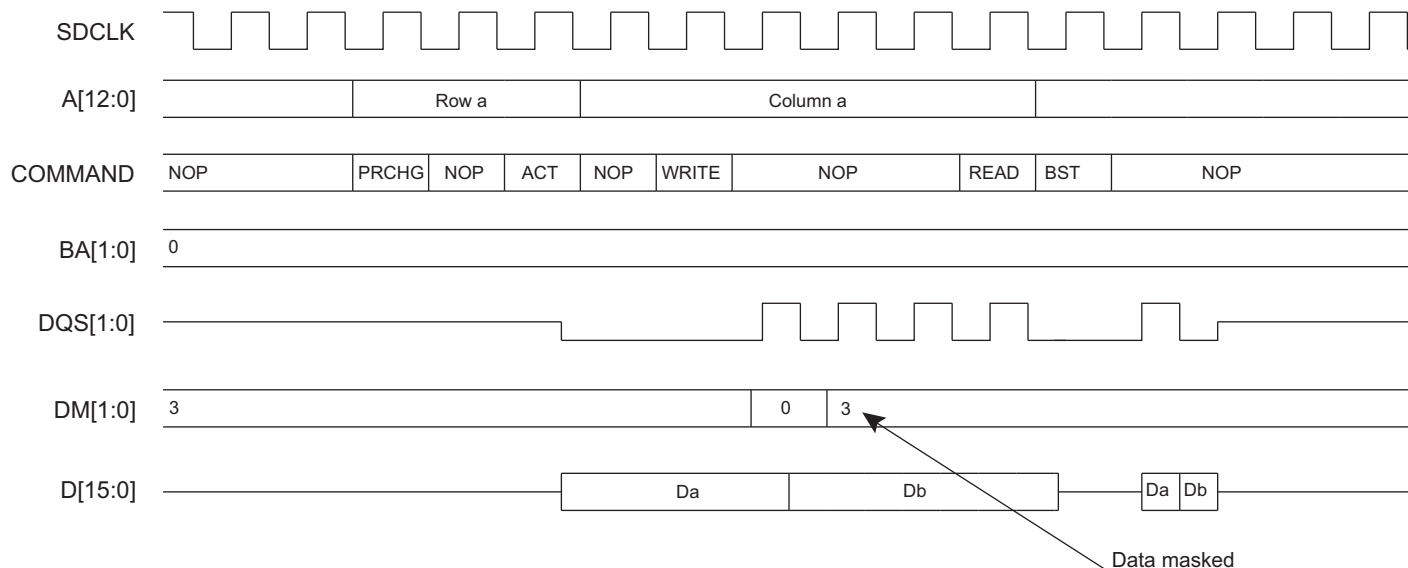 SDCLK
A[12:0] Row a Column a
COMMAND NOP PRCHG NOP ACT NOP WRITE NOP READ BST NOP
BA[1:0] 0
DQS[1:0]
DM[1:0] 3 0 3
D[15:0] Da Db Da Db
Data masked